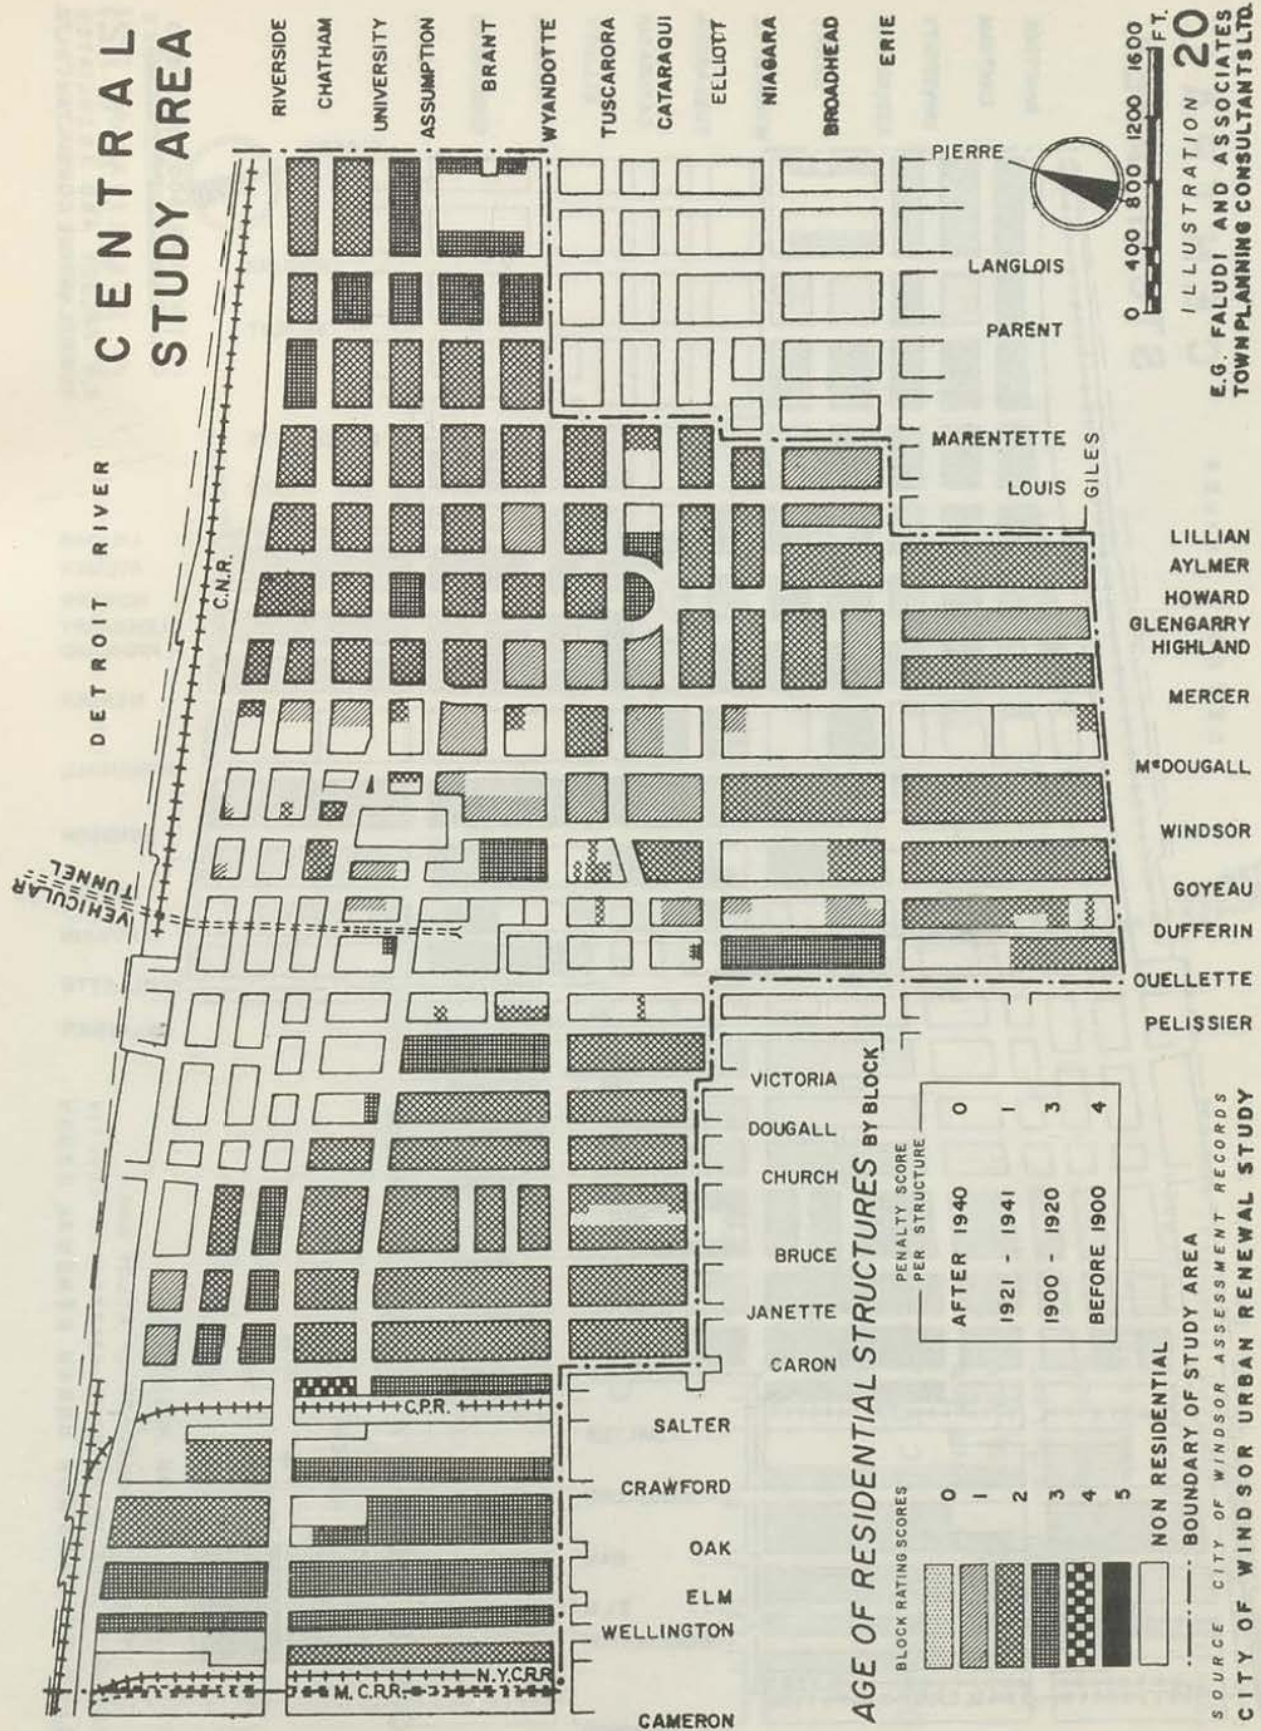 CENTRAL
STUDY AREA
DETROIT RIVER
C.N.R.
VEHICULAR
TUNNEL
RIVERSIDE
CHATHAM
UNIVERSITY
ASSUMPTION
BRANT
WYANDOTTE
TUSCARORA
CATARAQUI
ELLIOTT
NIAGARA
BROADHEAD
ERIE
PIERRE
LANGLOIS
PARENT
MARENTETTE
LOUIS
GILES
LILLIAN
AYLMER
HOWARD
GLENGARRY
HIGHLAND
MERCER
McDOUGALL
WINDSOR
GOYEAU
DUFFERIN
OUELLETTE
PELISSIER
VICTORIA
DOUGALL
CHURCH
BRUCE
JANETTE
CARON
C.P.R.
SALTER
CRAWFORD
OAK
ELM
WELLINGTON
N.Y.C.R.R.
M.C.R.R.
CAMERON
AGE OF RESIDENTIAL STRUCTURES BY BLOCK
BLOCK RATING SCORES
0
1
2
3
4
5
NON RESIDENTIAL
BOUNDARY OF STUDY AREA
PENALTY SCORE
PER STRUCTURE
AFTER 1940 0
1921 - 1941 1
1900 - 1920 3
BEFORE 1900 4
SOURCE CITY OF WINDSOR ASSESSMENT RECORDS
CITY OF WINDSOR URBAN RENEWAL STUDY
0 400 800 1200 1600
FT.
ILLUSTRATION 20
E.G. FALUDI AND ASSOCIATES
TOWN PLANNING CONSULTANTS LTD.